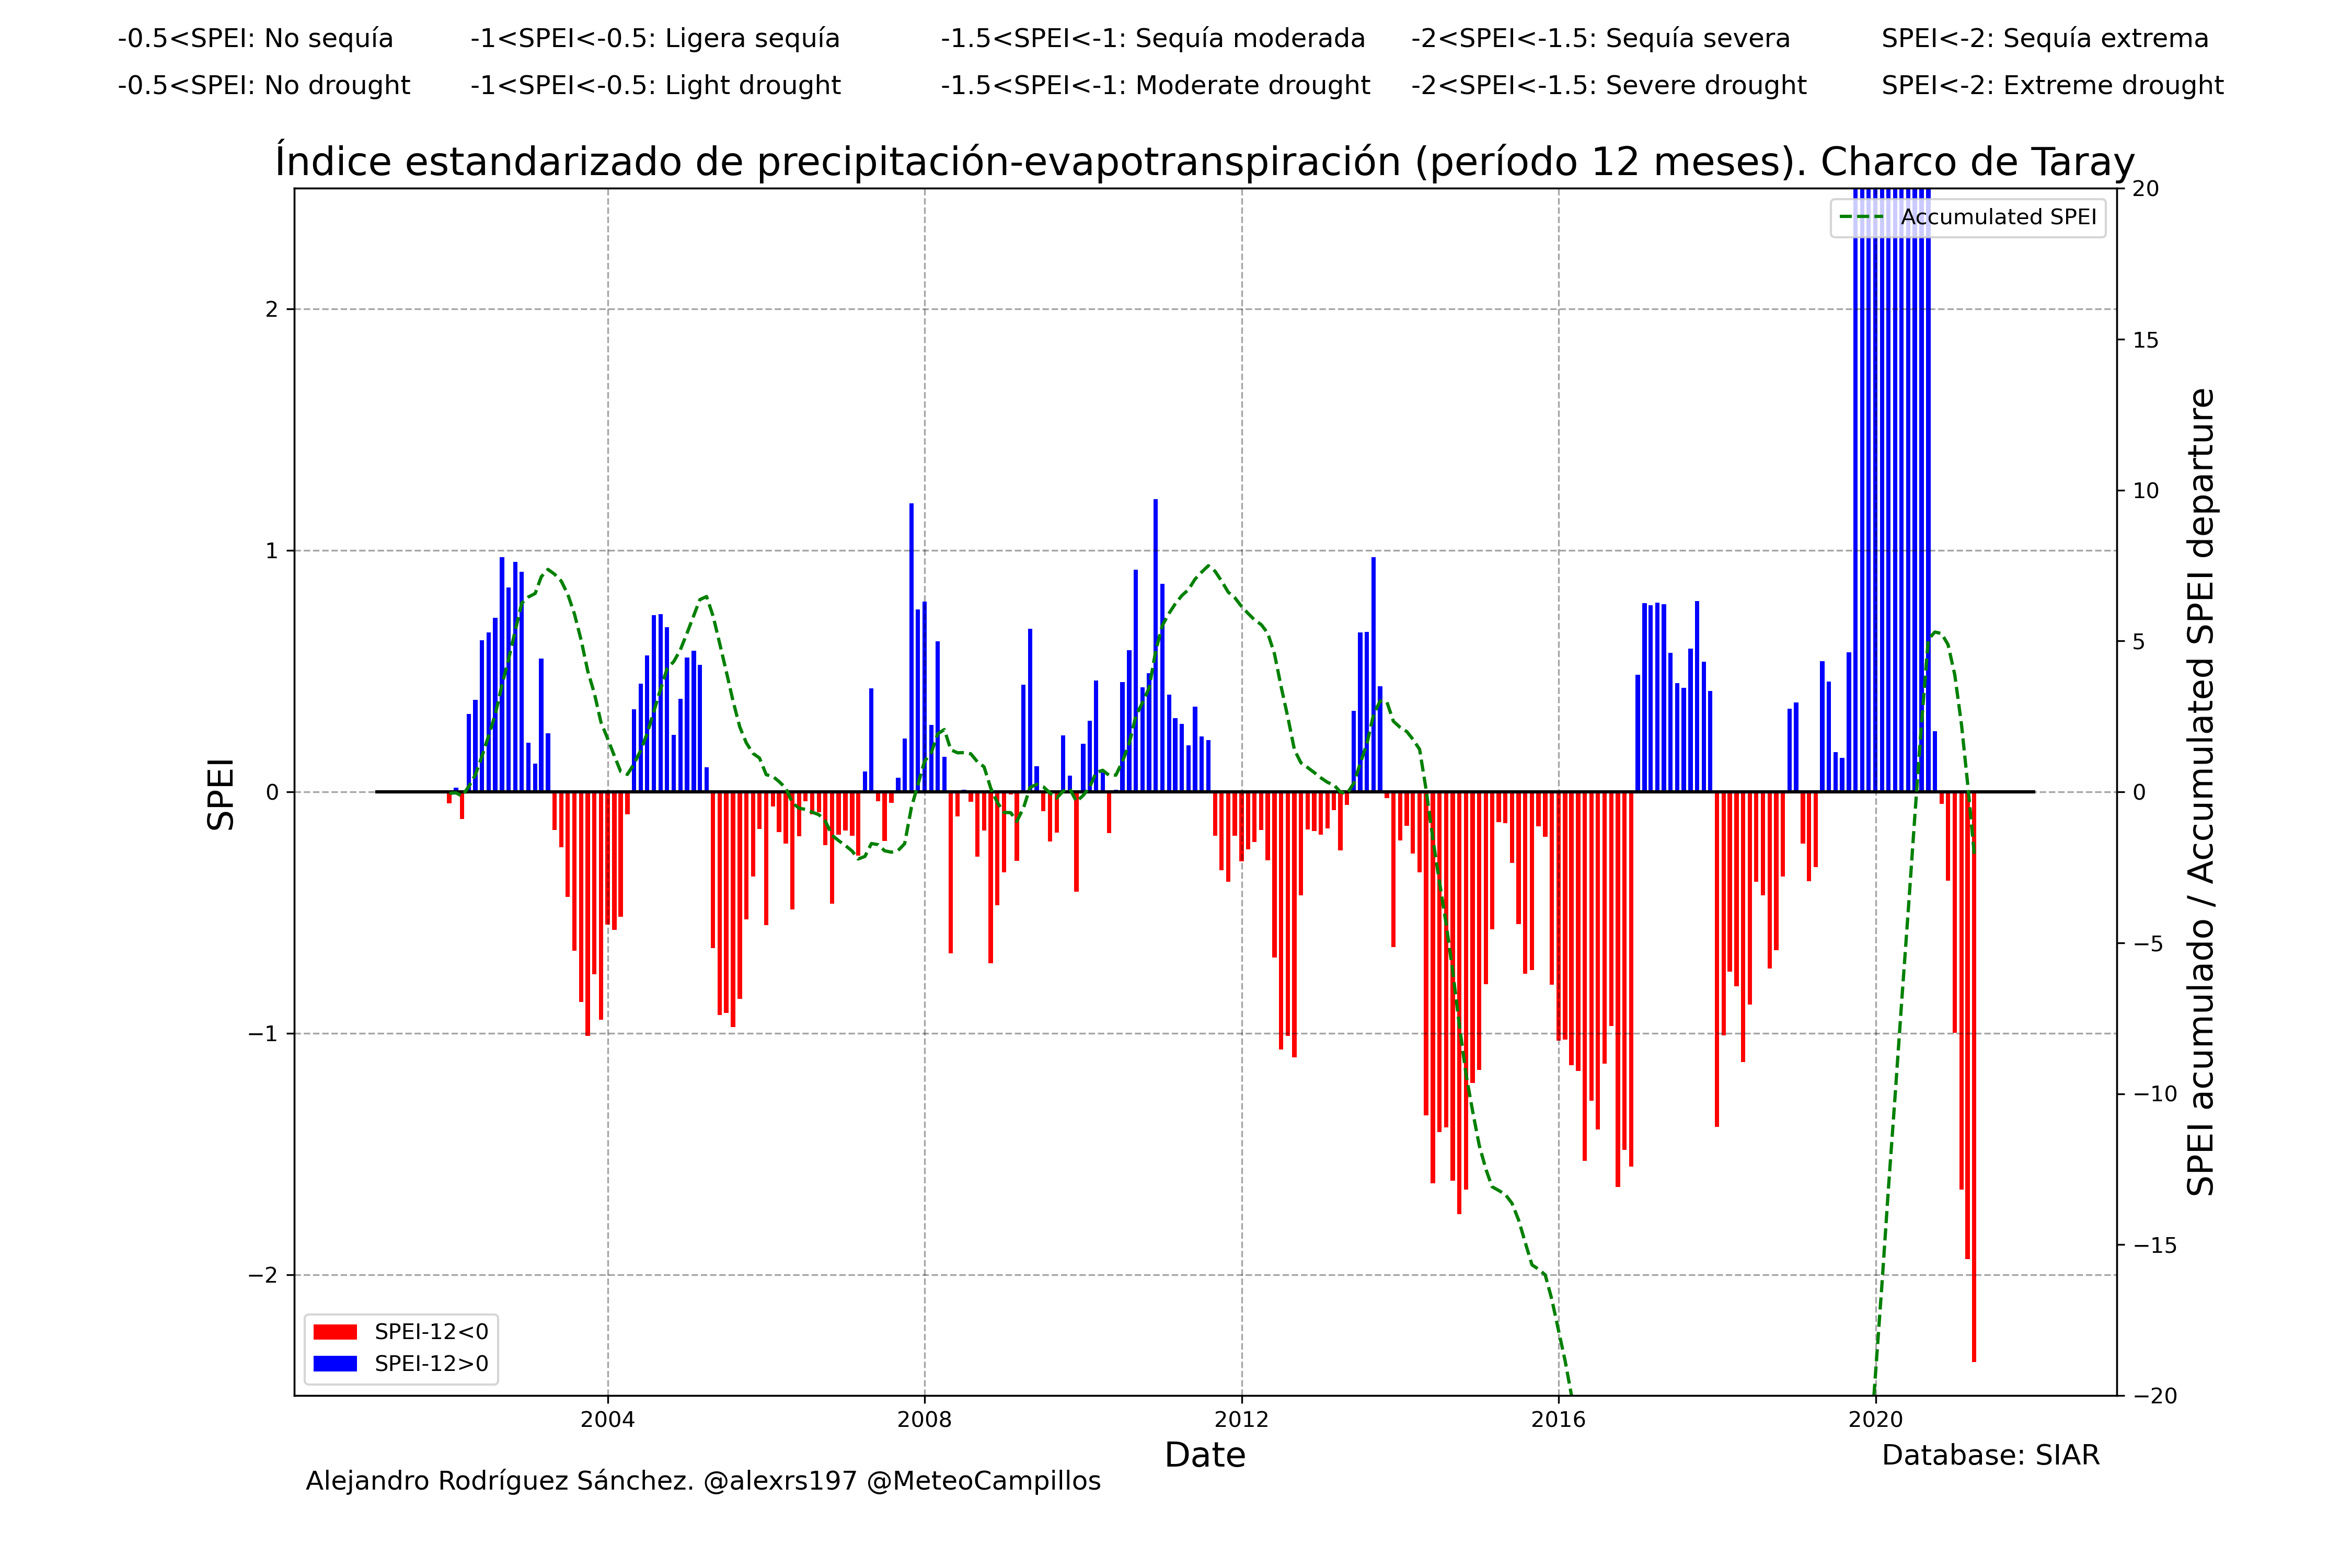 -0.5<SPEI: No sequía -1<SPEI<-0.5: Ligera sequía -1.5<SPEI<-1: Sequía moderada -2<SPEI<-1.5: Sequía severa SPEI<-2: Sequía extrema
-0.5<SPEI: No drought -1<SPEI<-0.5: Light drought -1.5<SPEI<-1: Moderate drought -2<SPEI<-1.5: Severe drought SPEI<-2: Extreme drought
Índice estandarizado de precipitación-evapotranspiración (período 12 meses). Charco de Taray
Accumulated SPEI
SPEI
2
1
0
−1
−2
20
15
10
5
0
−5
−10
−15
−20
SPEI acumulado / Accumulated SPEI departure
SPEI-12<0
SPEI-12>0
2004 2008 2012 2016 2020
Date
Database: SIAR
Alejandro Rodríguez Sánchez. @alexrs197 @MeteoCampillos